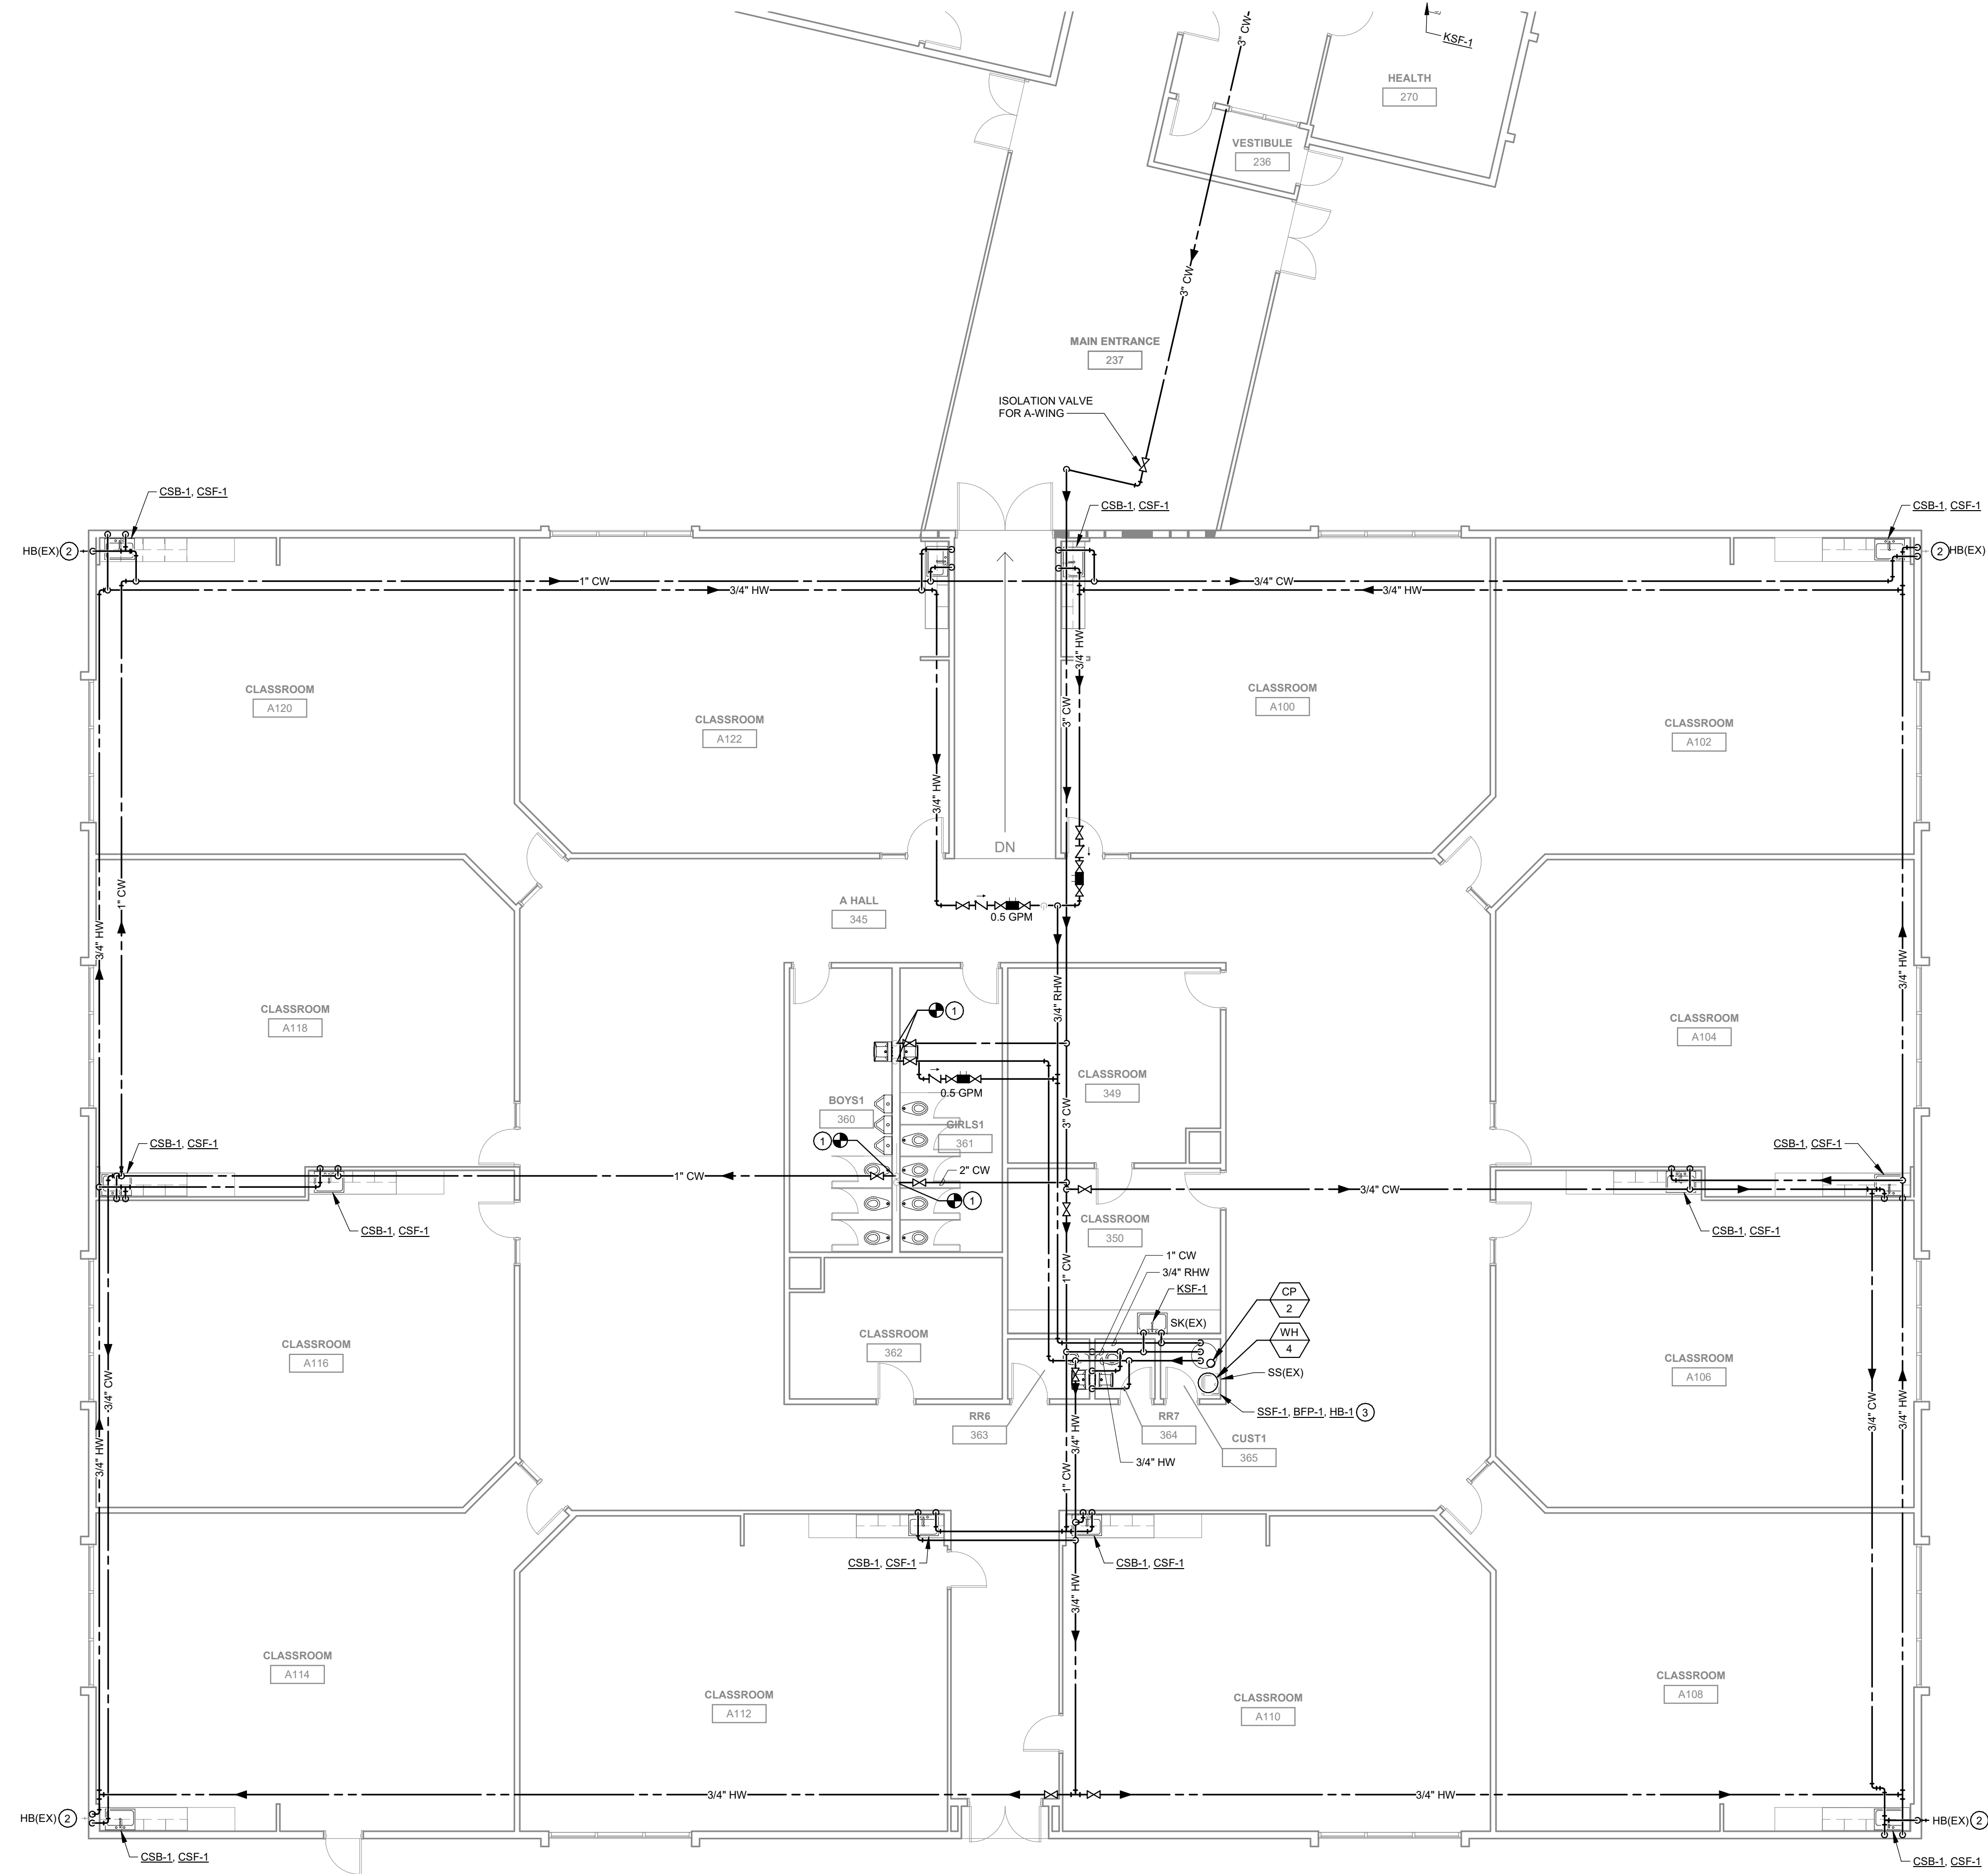 3" CW
KSF-1
HEALTH
270
VESTIBULE
236
3" CW
MAIN ENTRANCE
237
ISOLATION VALVE
FOR A-WING
CSB-1, CSF-1
CSB-1, CSF-1
CSB-1, CSF-1
HB(EX) 2
2 HB(EX)
1" CW
3/4" CW
3/4" HW
3/4" HW
3/4" HW
CLASSROOM
A120
CLASSROOM
A122
3" CW
CLASSROOM
A100
CLASSROOM
A102
3/4" HW
DN
1" CW
3/4" HW
A HALL
345
0.5 GPM
3/4" HW
3/4" RHW
CLASSROOM
A118
1
CLASSROOM
A104
CLASSROOM
349
0.5 GPM
BOYS1
360
GIRLS1
361
3" CW
1
CSB-1, CSF-1
CSB-1, CSF-1
1" CW
2" CW
3/4" CW
1
CSB-1, CSF-1
CLASSROOM
350
CSB-1, CSF-1
1" CW
1" CW
3/4" RHW
KSF-1
CP
2
SK(EX)
WH
4
CLASSROOM
362
CLASSROOM
A116
CLASSROOM
A106
SS(EX)
3/4" CW
SSF-1, BFP-1, HB-1 3
RR6
363
RR7
364
CUST1
365
3/4" HW
3/4" HW
3/4" HW
3/4" CW
3/4" HW
1" CW
CSB-1, CSF-1
CSB-1, CSF-1
3/4" HW
CLASSROOM
A114
CLASSROOM
A112
CLASSROOM
A110
CLASSROOM
A108
3/4" HW
3/4" HW
HB(EX) 2
HB(EX) 2
CSB-1, CSF-1
CSB-1, CSF-1